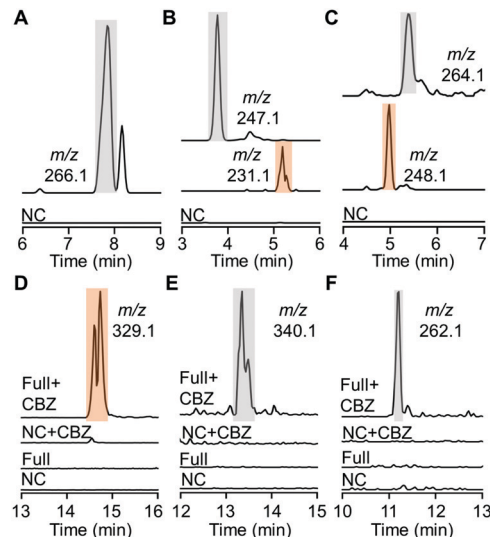 A
m/z
266.1
NC
6 7 8 9
Time (min)
B
m/z
247.1
m/z
231.1
NC
3 4 5 6
Time (min)
C
m/z
264.1
m/z
248.1
NC
4 5 6 7
Time (min)
D
m/z
329.1
Full+
CBZ
NC+CBZ
Full
NC
13 14 15 16
Time (min)
E
m/z
340.1
Full+
CBZ
NC+CBZ
Full
NC
12 13 14 15
Time (min)
F
m/z
262.1
Full+
CBZ
NC+CBZ
Full
NC
10 11 12 13
Time (min)